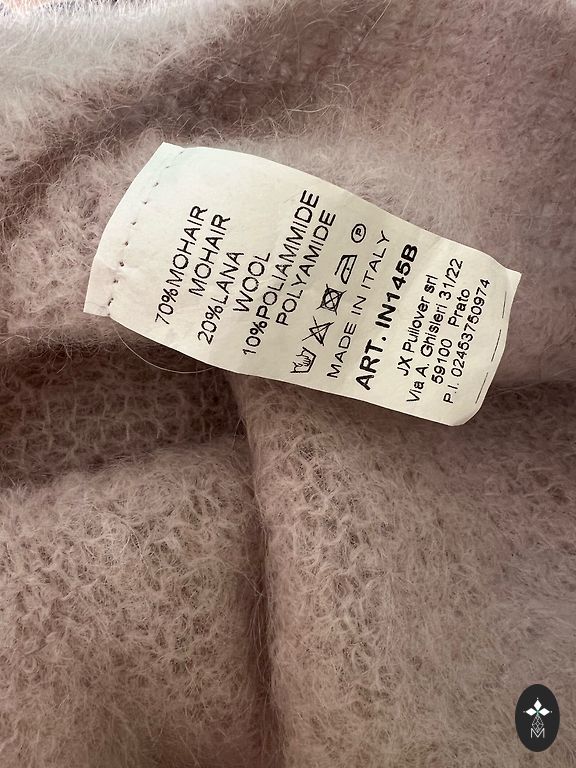 70%MOHAIR
MOHAIR
20%LANA
WOOL
10%POLIAMMIDE
POLYAMIDE
P
MADE IN ITALY
ART. IN145B
JX Pullover srl
Via A. Ghisleri 31/22
59100 Prato
P.I. 02453750974
M